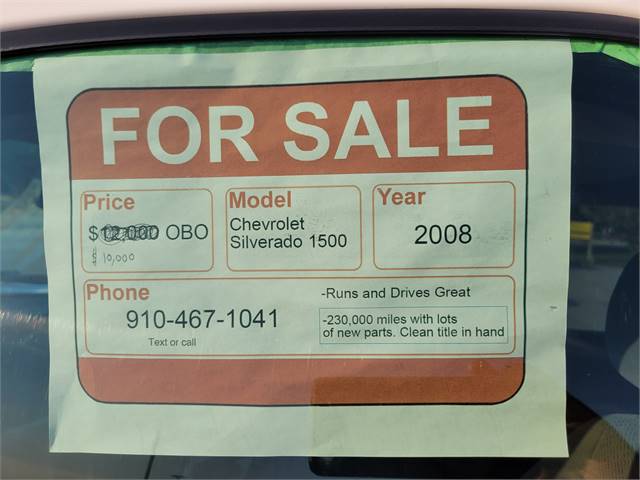 FOR SALE
Price
$12,000 OBO
$ 10,000
Model
Chevrolet
Silverado 1500
Year
2008
Phone
910-467-1041
Text or call
-Runs and Drives Great
-230,000 miles with lots
of new parts. Clean title in hand